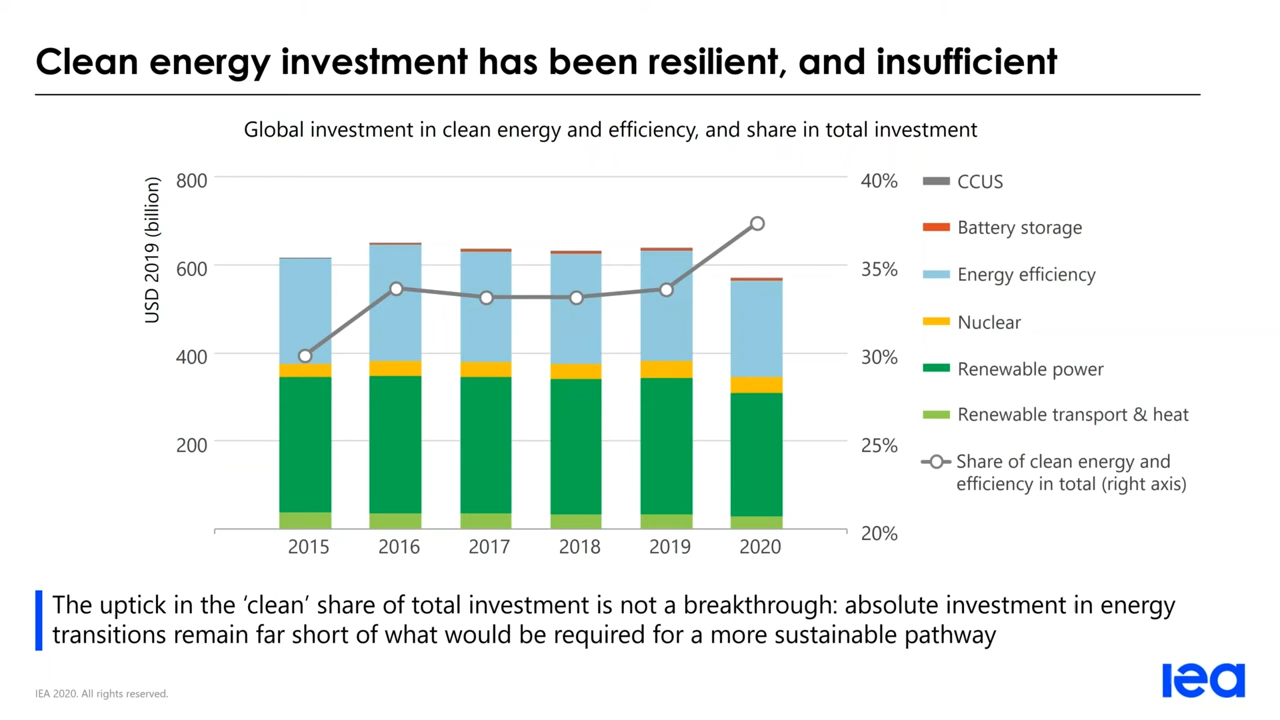 Clean energy investment has been resilient, and insufficient
Global investment in clean energy and efficiency, and share in total investment
USD 2019 (billion)
800
600
400
200
40%
35%
30%
25%
20%
2015 2016 2017 2018 2019 2020
CCUS
Battery storage
Energy efficiency
Nuclear
Renewable power
Renewable transport & heat
Share of clean energy and
efficiency in total (right axis)
The uptick in the ‘clean’ share of total investment is not a breakthrough: absolute investment in energy
transitions remain far short of what would be required for a more sustainable pathway
IEA 2020. All rights reserved.
iea